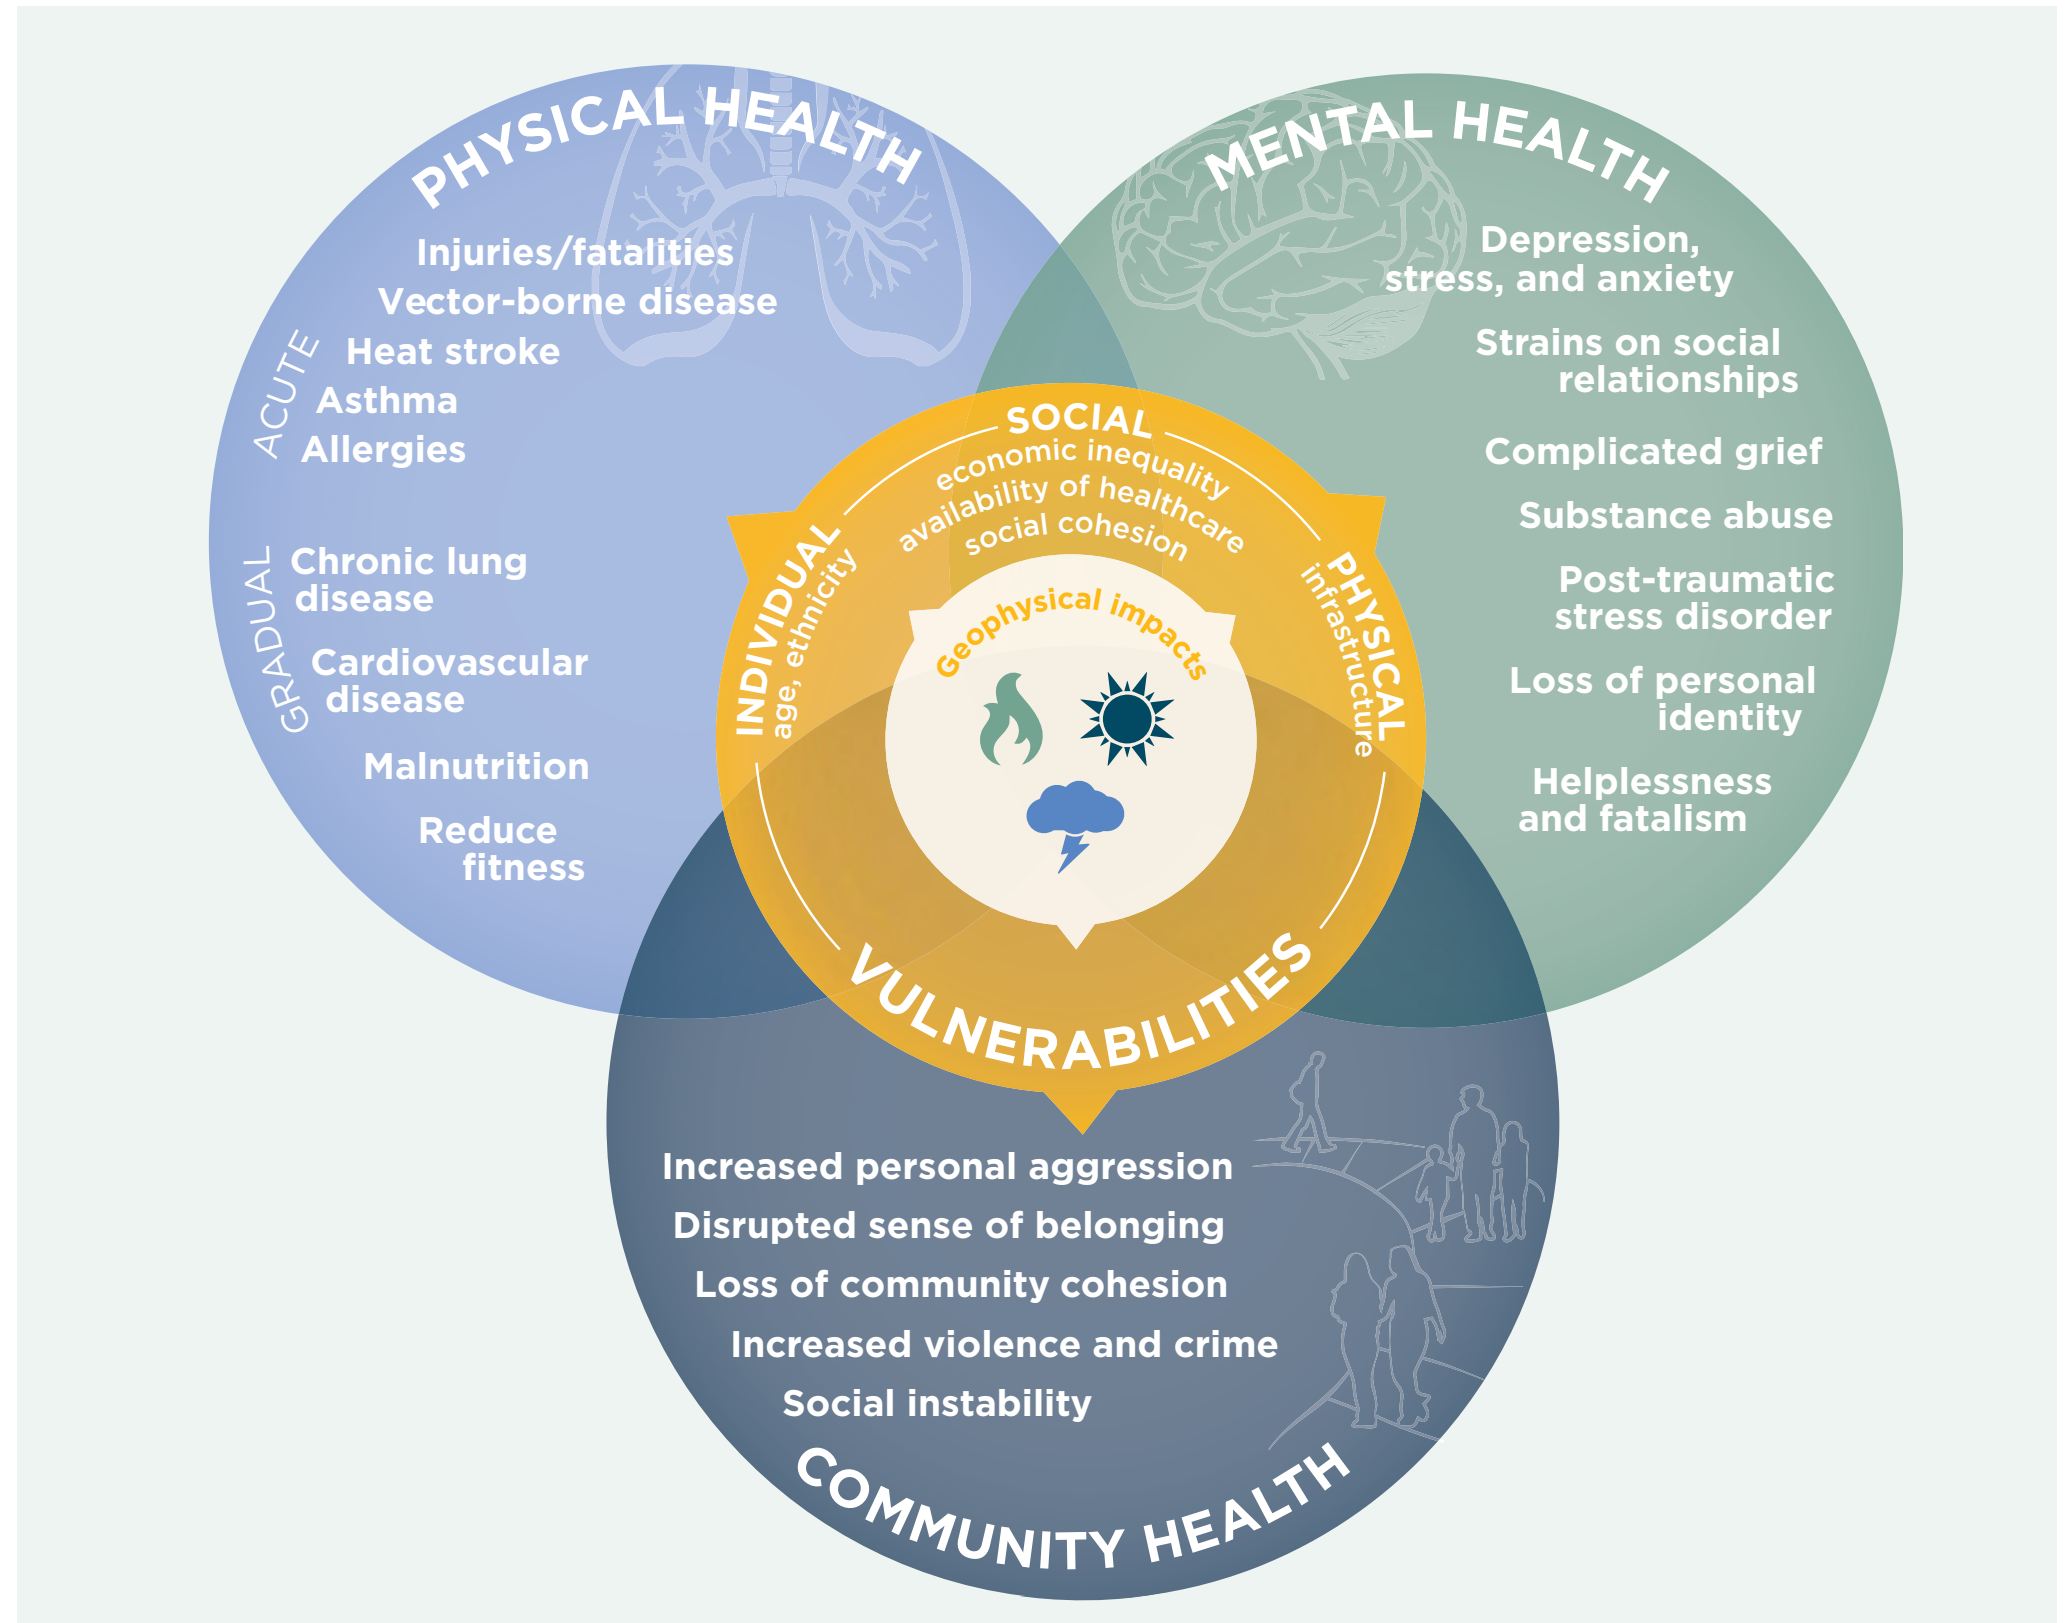 PHYSICAL HEALTH
ACUTE
Injuries/fatalities
Vector-borne disease
Heat stroke
Asthma
Allergies
GRADUAL
Chronic lung
disease
Cardiovascular
disease
Malnutrition
Reduce
fitness
MENTAL HEALTH
Depression,
stress, and anxiety
Strains on social
relationships
Complicated grief
Substance abuse
Post-traumatic
stress disorder
Loss of personal
identity
Helplessness
and fatalism
SOCIAL
economic inequality
availability of healthcare
social cohesion
INDIVIDUAL
age, ethnicity
PHYSICAL
infrastructure
Geophysical impacts
VULNERABILITIES
Increased personal aggression
Disrupted sense of belonging
Loss of community cohesion
Increased violence and crime
Social instability
COMMUNITY HEALTH